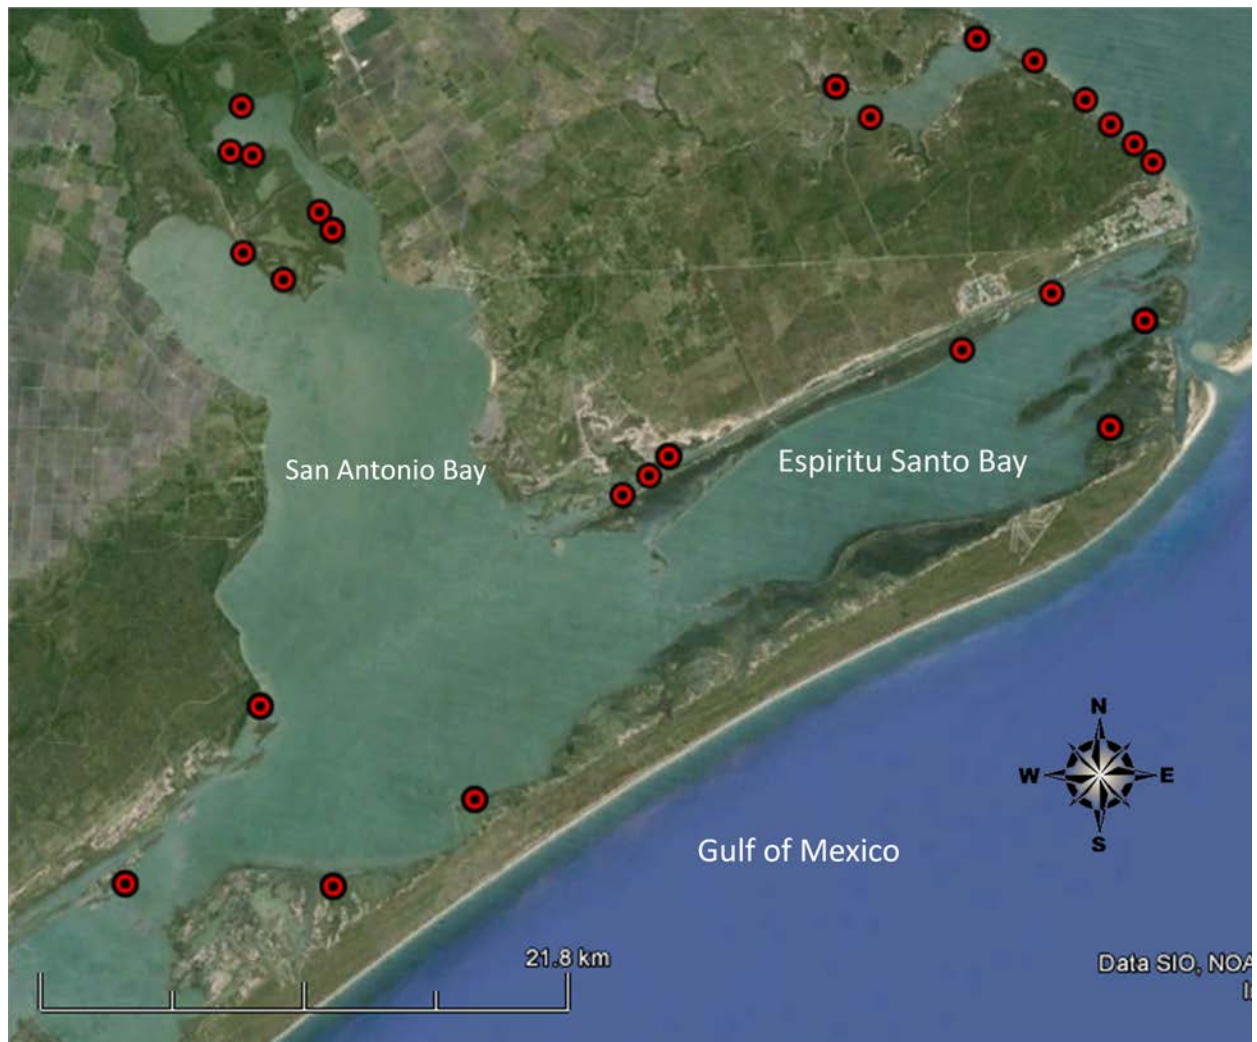 San Antonio Bay
Espiritu Santo Bay
N
W
E
S
Gulf of Mexico
21.8 km
Data SIO, NOA